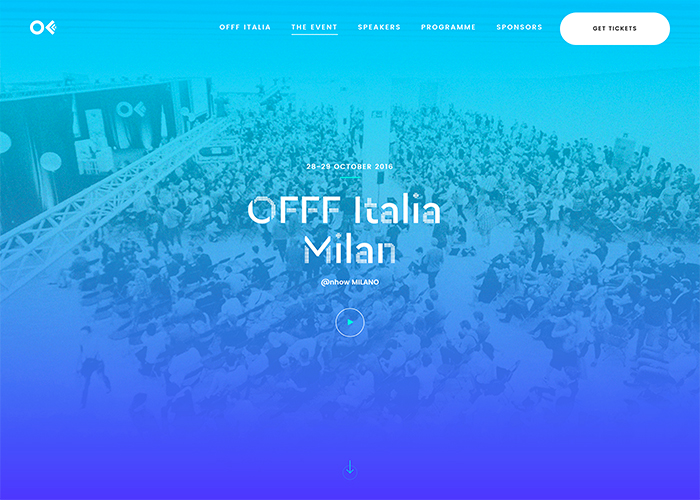 OFFF ITALIA THE EVENT SPEAKERS PROGRAMME SPONSORS GET TICKETS
28-29 OCTOBER 2016
OFFF Italia
Milan
@nhow MILANO